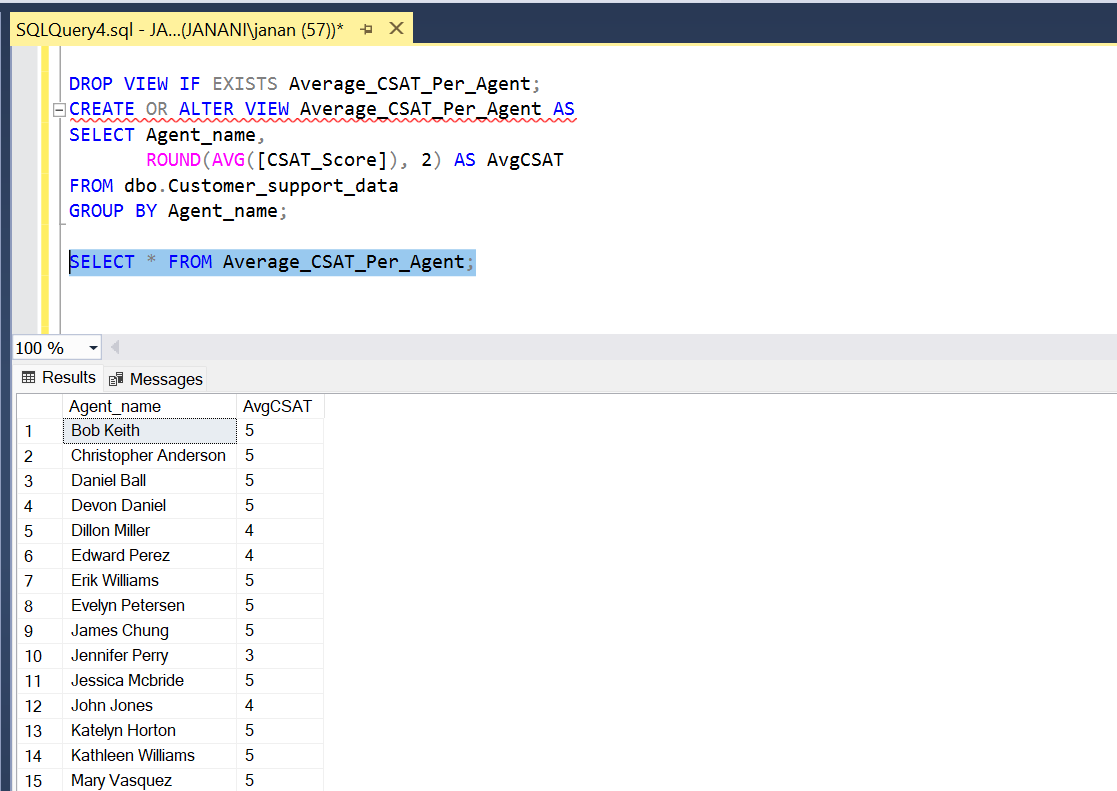 SQLQuery4.sql - JA...(JANANI\janan (57))*
DROP VIEW IF EXISTS Average_CSAT_Per_Agent;
CREATE OR ALTER VIEW Average_CSAT_Per_Agent AS
SELECT Agent_name,
ROUND(AVG([CSAT_Score]), 2) AS AvgCSAT
FROM dbo.Customer_support_data
GROUP BY Agent_name;
SELECT * FROM Average_CSAT_Per_Agent;
100 %
Results Messages
Agent_name AvgCSAT
1 Bob Keith 5
2 Christopher Anderson 5
3 Daniel Ball 5
4 Devon Daniel 5
5 Dillon Miller 4
6 Edward Perez 4
7 Erik Williams 5
8 Evelyn Petersen 5
9 James Chung 5
10 Jennifer Perry 3
11 Jessica Mcbride 5
12 John Jones 4
13 Katelyn Horton 5
14 Kathleen Williams 5
15 Mary Vasquez 5